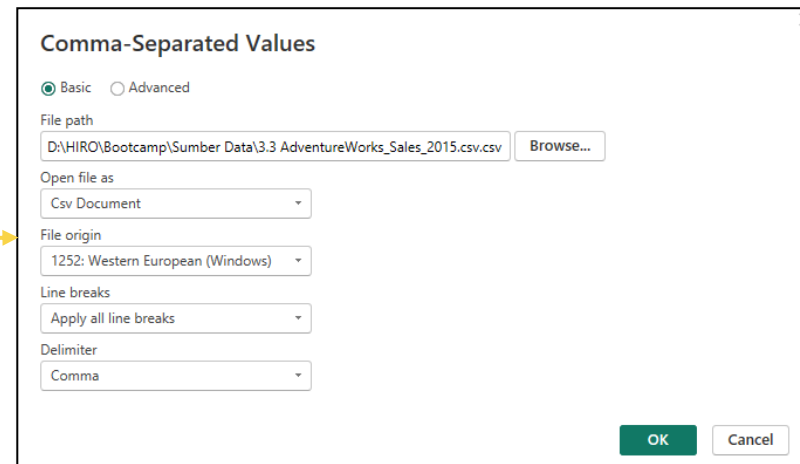 Comma-Separated Values
Basic Advanced
File path
D:\HIRO\Bootcamp\Sumber Data\3.3 AdventureWorks_Sales_2015.csv.csv Browse...
Open file as
Csv Document
File origin
1252: Western European (Windows)
Line breaks
Apply all line breaks
Delimiter
Comma
OK Cancel